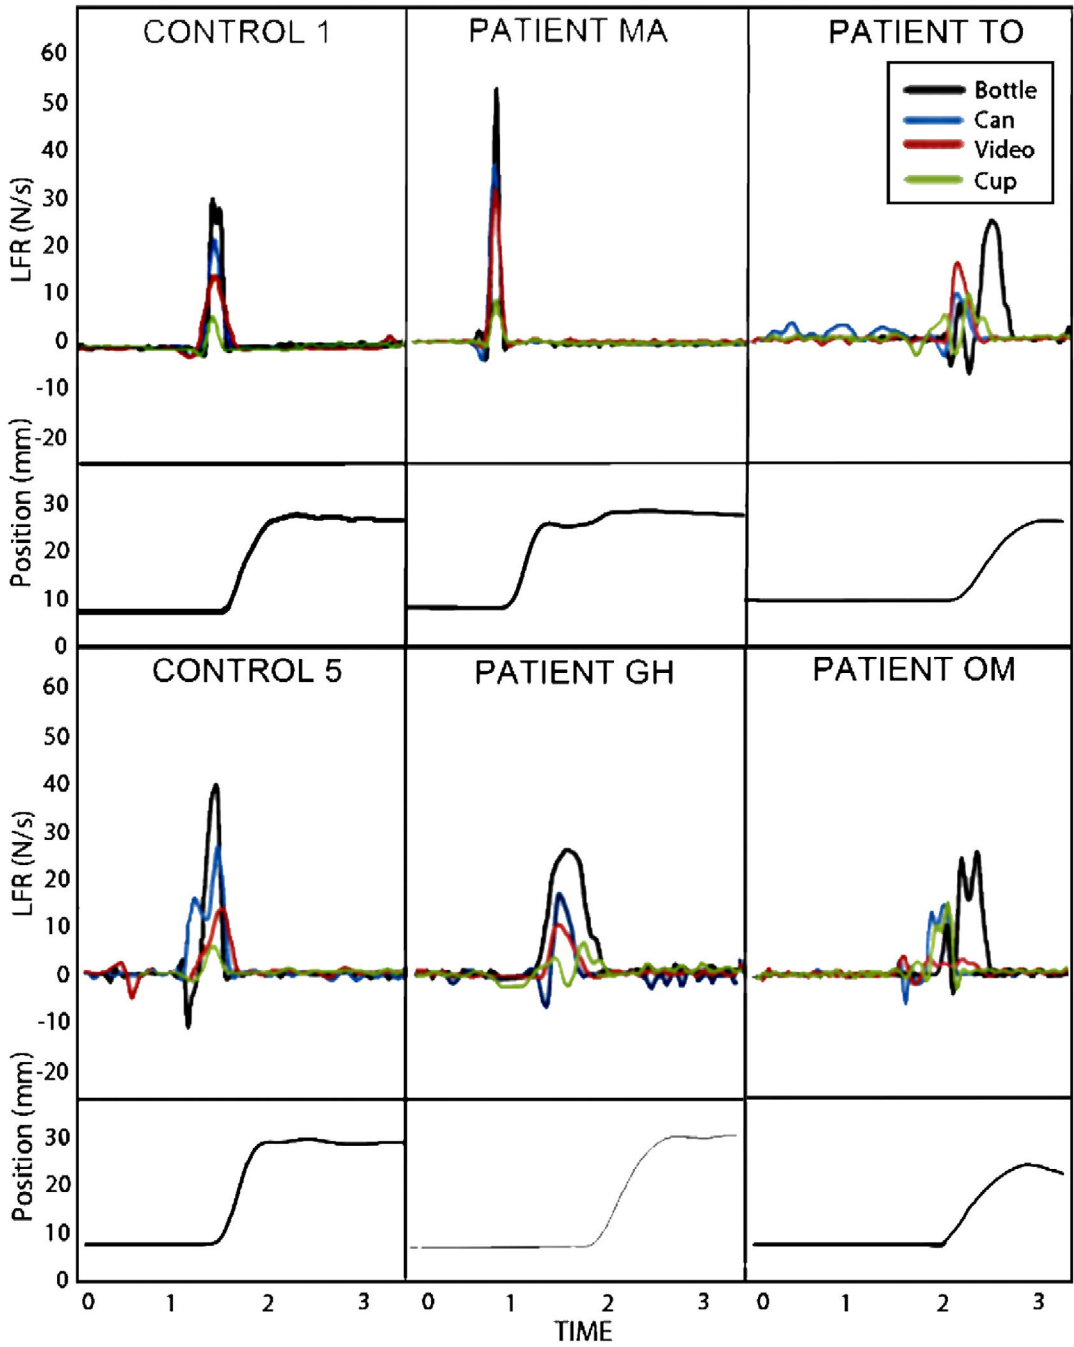 CONTROL 1
PATIENT MA
PATIENT TO
Bottle
Can
Video
Cup
LFR (N/s)
60
50
40
30
20
10
0
-10
-20
Position (mm)
30
20
10
0
CONTROL 5
PATIENT GH
PATIENT OM
LFR (N/s)
60
50
40
30
20
10
0
-10
-20
Position (mm)
30
20
10
0
0 1 2 3 0 1 2 3 0 1 2 3
TIME